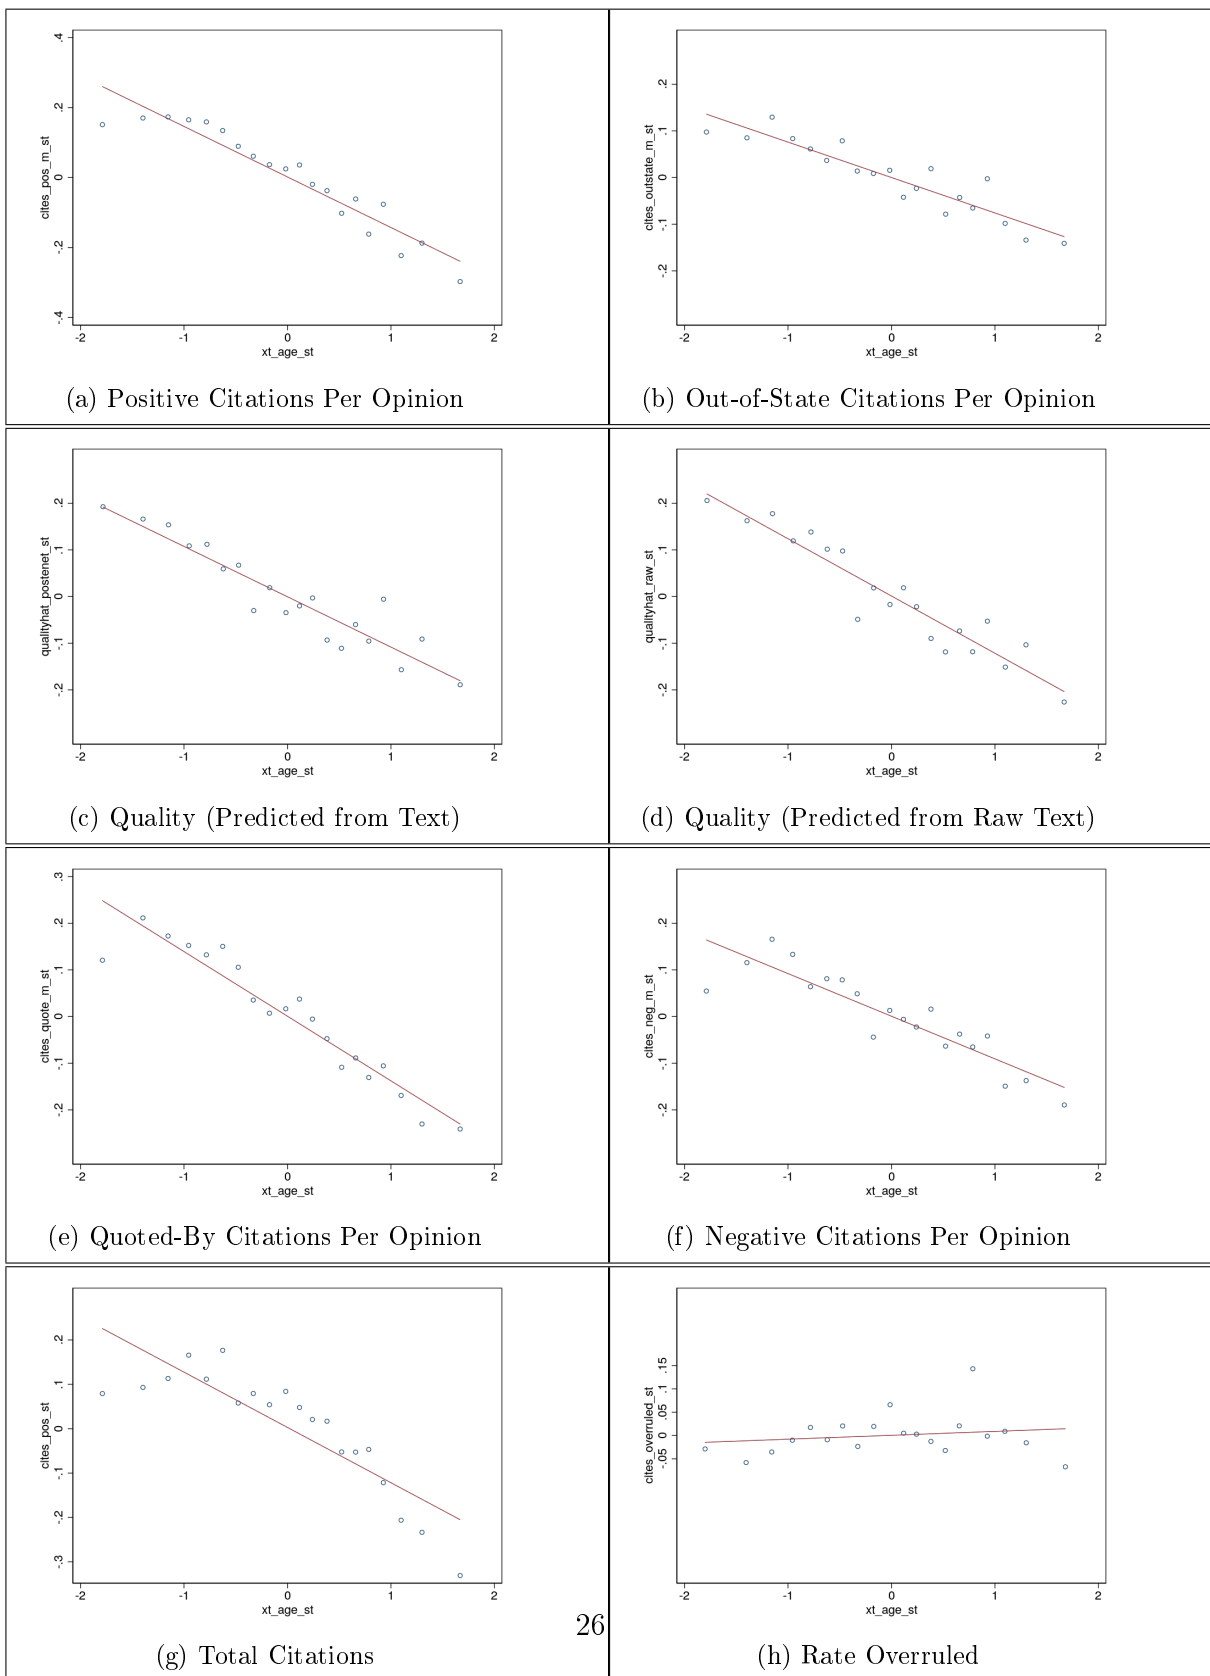 .4
.2
0
-.2
-.4
cites_pos_m_st
-2 -1 0 1 2
xt_age_st
(a) Positive Citations Per Opinion
.2
.1
0
-.1
-.2
cites_outstate_m_st
-2 -1 0 1 2
xt_age_st
(b) Out-of-State Citations Per Opinion
.2
.1
0
-.1
-.2
qualityhat_postenet_st
-2 -1 0 1 2
xt_age_st
(c) Quality (Predicted from Text)
.2
.1
0
-.1
-.2
qualityhat_raw_st
-2 -1 0 1 2
xt_age_st
(d) Quality (Predicted from Raw Text)
.3
.2
.1
0
-.1
-.2
cites_quote_m_st
-2 -1 0 1 2
xt_age_st
(e) Quoted-By Citations Per Opinion
.2
.1
0
-.1
-.2
cites_neg_m_st
-2 -1 0 1 2
xt_age_st
(f) Negative Citations Per Opinion
.2
.1
0
-.1
-.2
-.3
cites_pos_st
-2 -1 0 1 2
xt_age_st
(g) Total Citations
.15
.1
.05
0
-.05
cites_overruled_st
-2 -1 0 1 2
xt_age_st
(h) Rate Overruled
26